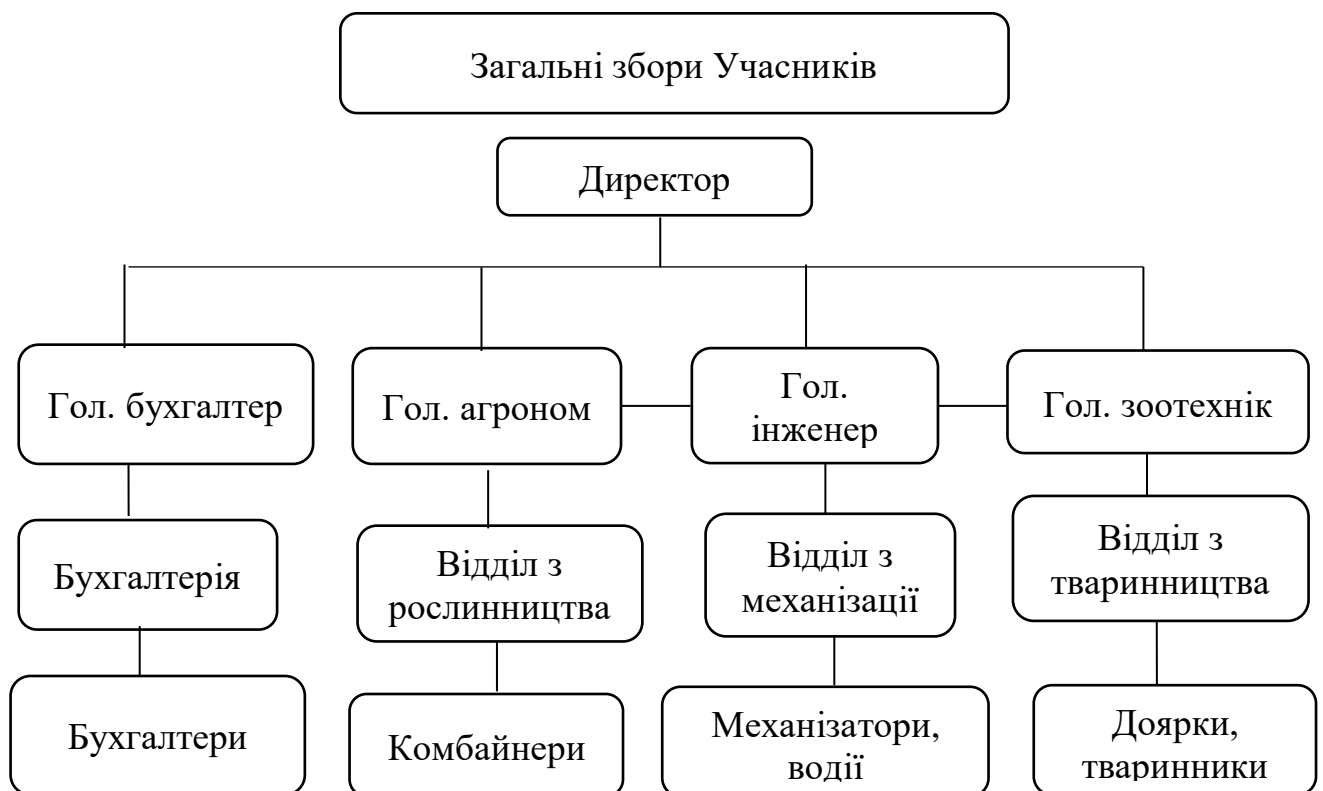 Загальні збори Учасників
Директор
Гол. бухгалтер
Гол. агроном
Гол.
інженер
Гол. зоотехнік
Бухгалтерія
Відділ з
рослинництва
Відділ з
механізації
Відділ з
тваринництва
Бухгалтери
Комбайнери
Механізатори,
водії
Доярки,
тваринники